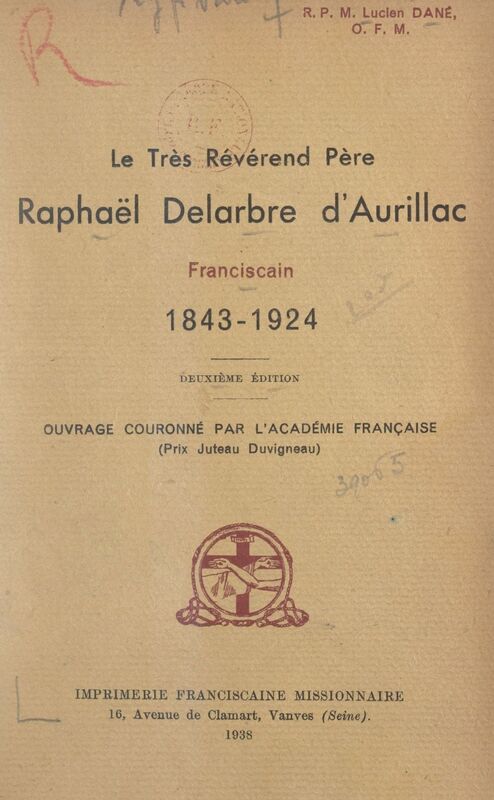 R
R. P. M. Lucien DANÉ,
O. F. M.
Le Très Révérend Père
Raphaël Delarbre d'Aurillac
Franciscain
1843-1924
DEUXIÈME ÉDITION
OUVRAGE COURONNÉ PAR L'ACADÉMIE FRANÇAISE
(Prix Juteau Duvigneau)
39065
IMPRIMERIE FRANCISCAINE MISSIONNAIRE
16, Avenue de Clamart, Vanves (Seine).
1938